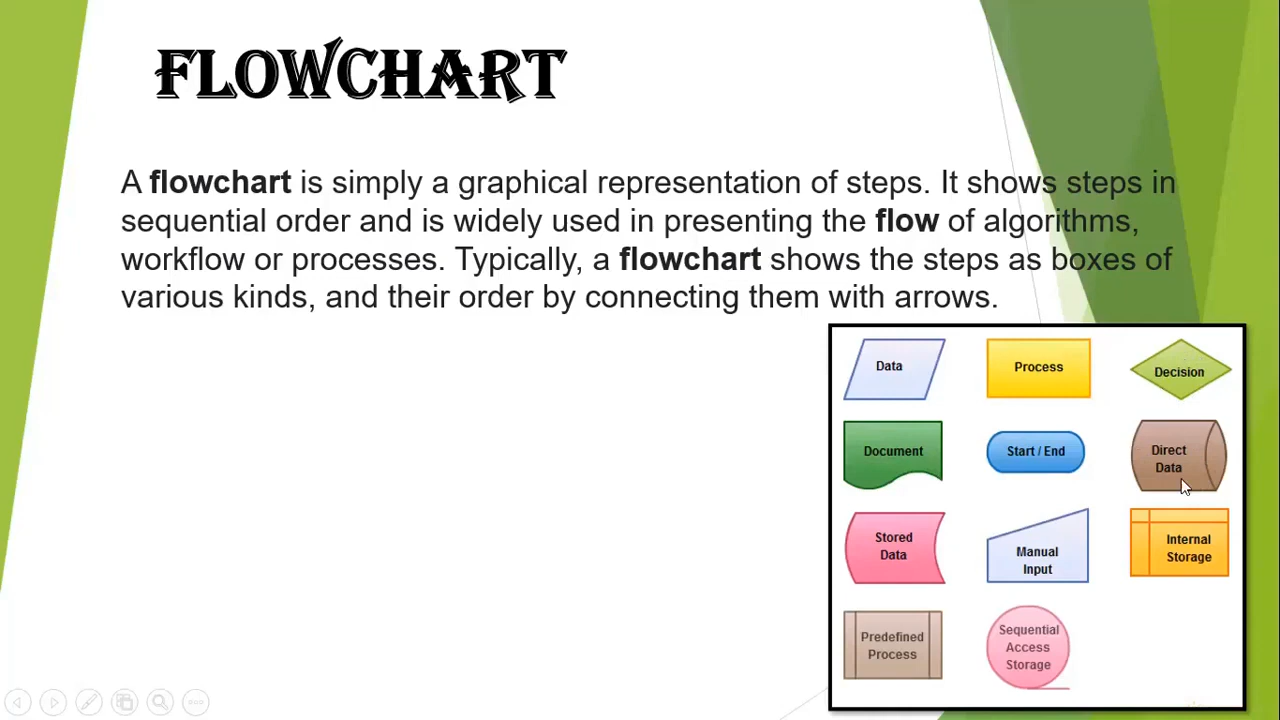 FLOWCHART
A flowchart is simply a graphical representation of steps. It shows steps in
sequential order and is widely used in presenting the flow of algorithms,
workflow or processes. Typically, a flowchart shows the steps as boxes of
various kinds, and their order by connecting them with arrows.
Data
Process
Decision
Document
Start / End
Direct
Data
Stored
Data
Manual
Input
Internal
Storage
Predefined
Process
Sequential
Access
Storage